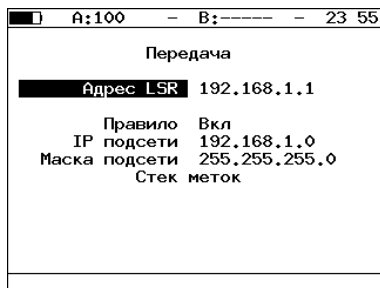 A:100 – B:----- – 23 55
Передача
Адрес LSR 192.168.1.1
Правило Вкл
IP подсети 192.168.1.0
Маска подсети 255.255.255.0
Стек меток